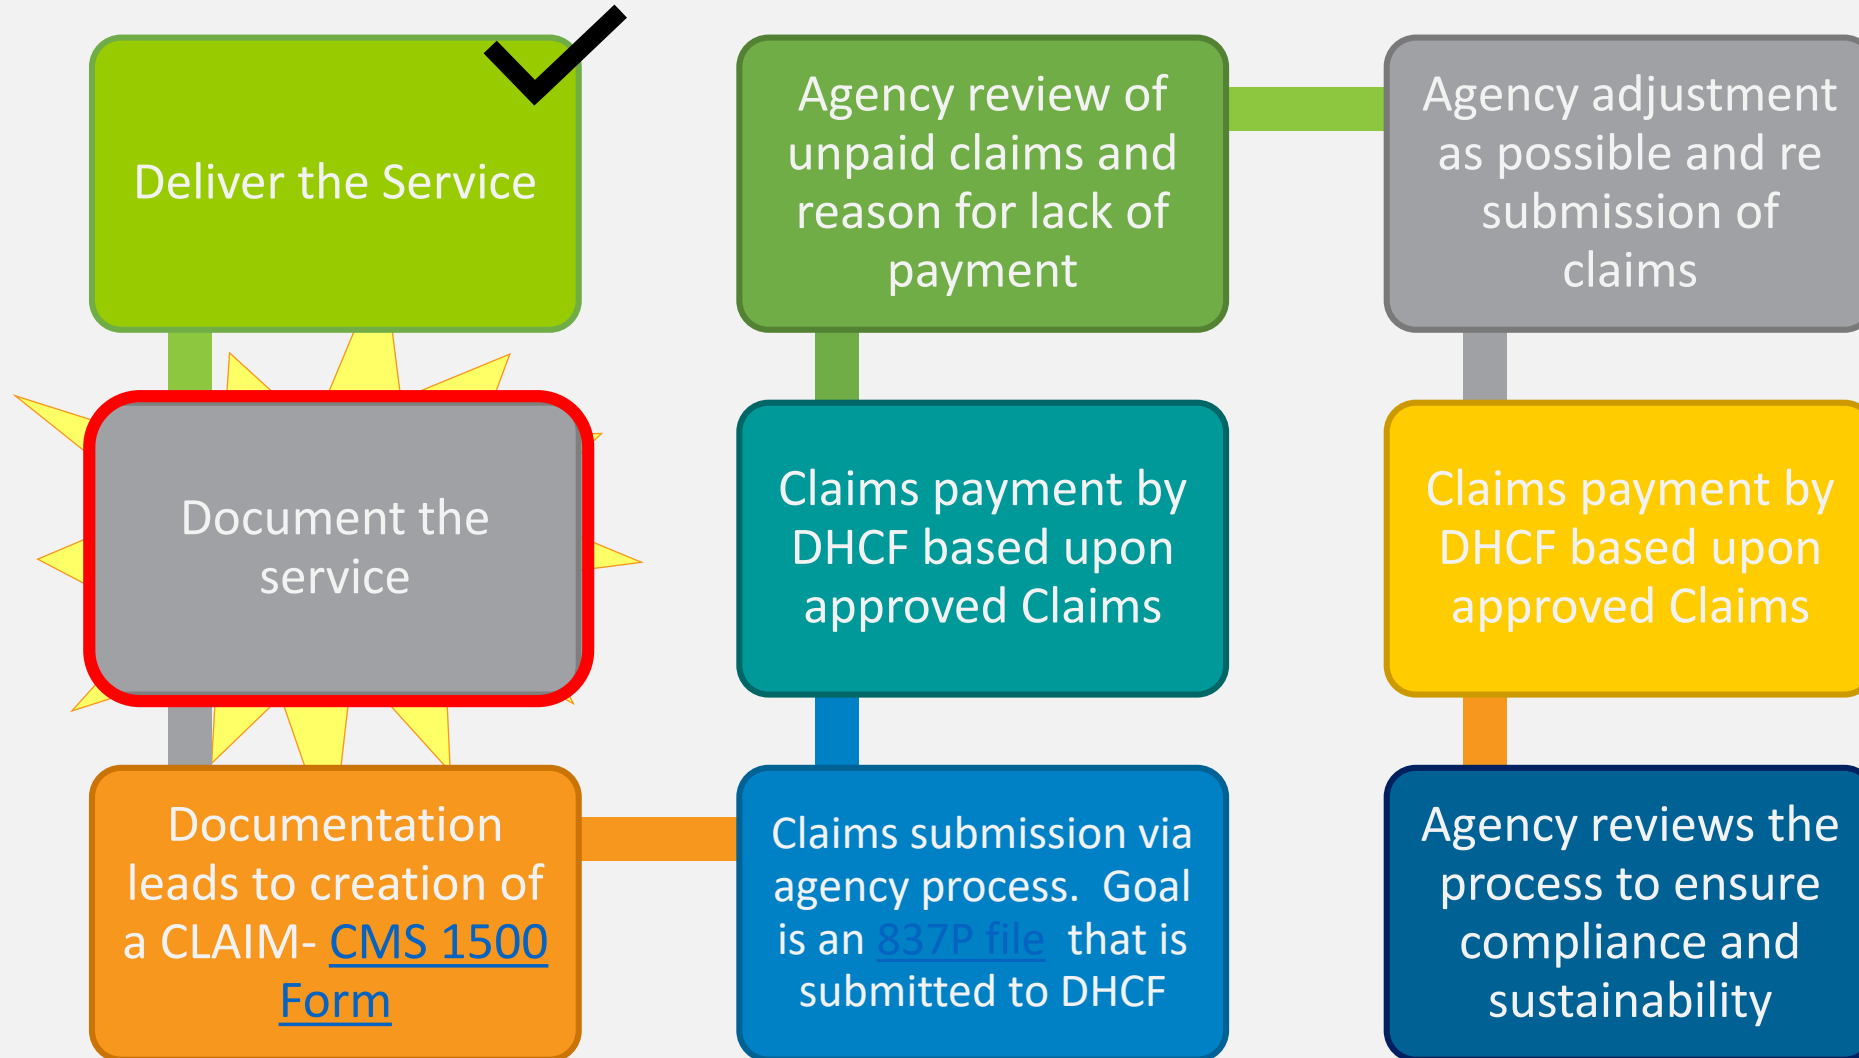 Deliver the Service
Document the
service
Documentation
leads to creation of
a CLAIM- CMS 1500
Form
Claims submission via
agency process.  Goal
is an 837P file  that is
submitted to DHCF
Claims payment by
DHCF based upon
approved Claims
Agency review of
unpaid claims and
reason for lack of
payment
Agency adjustment
as possible and re
submission of
claims
Claims payment by
DHCF based upon
approved Claims
Agency reviews the
process to ensure
compliance and
sustainability